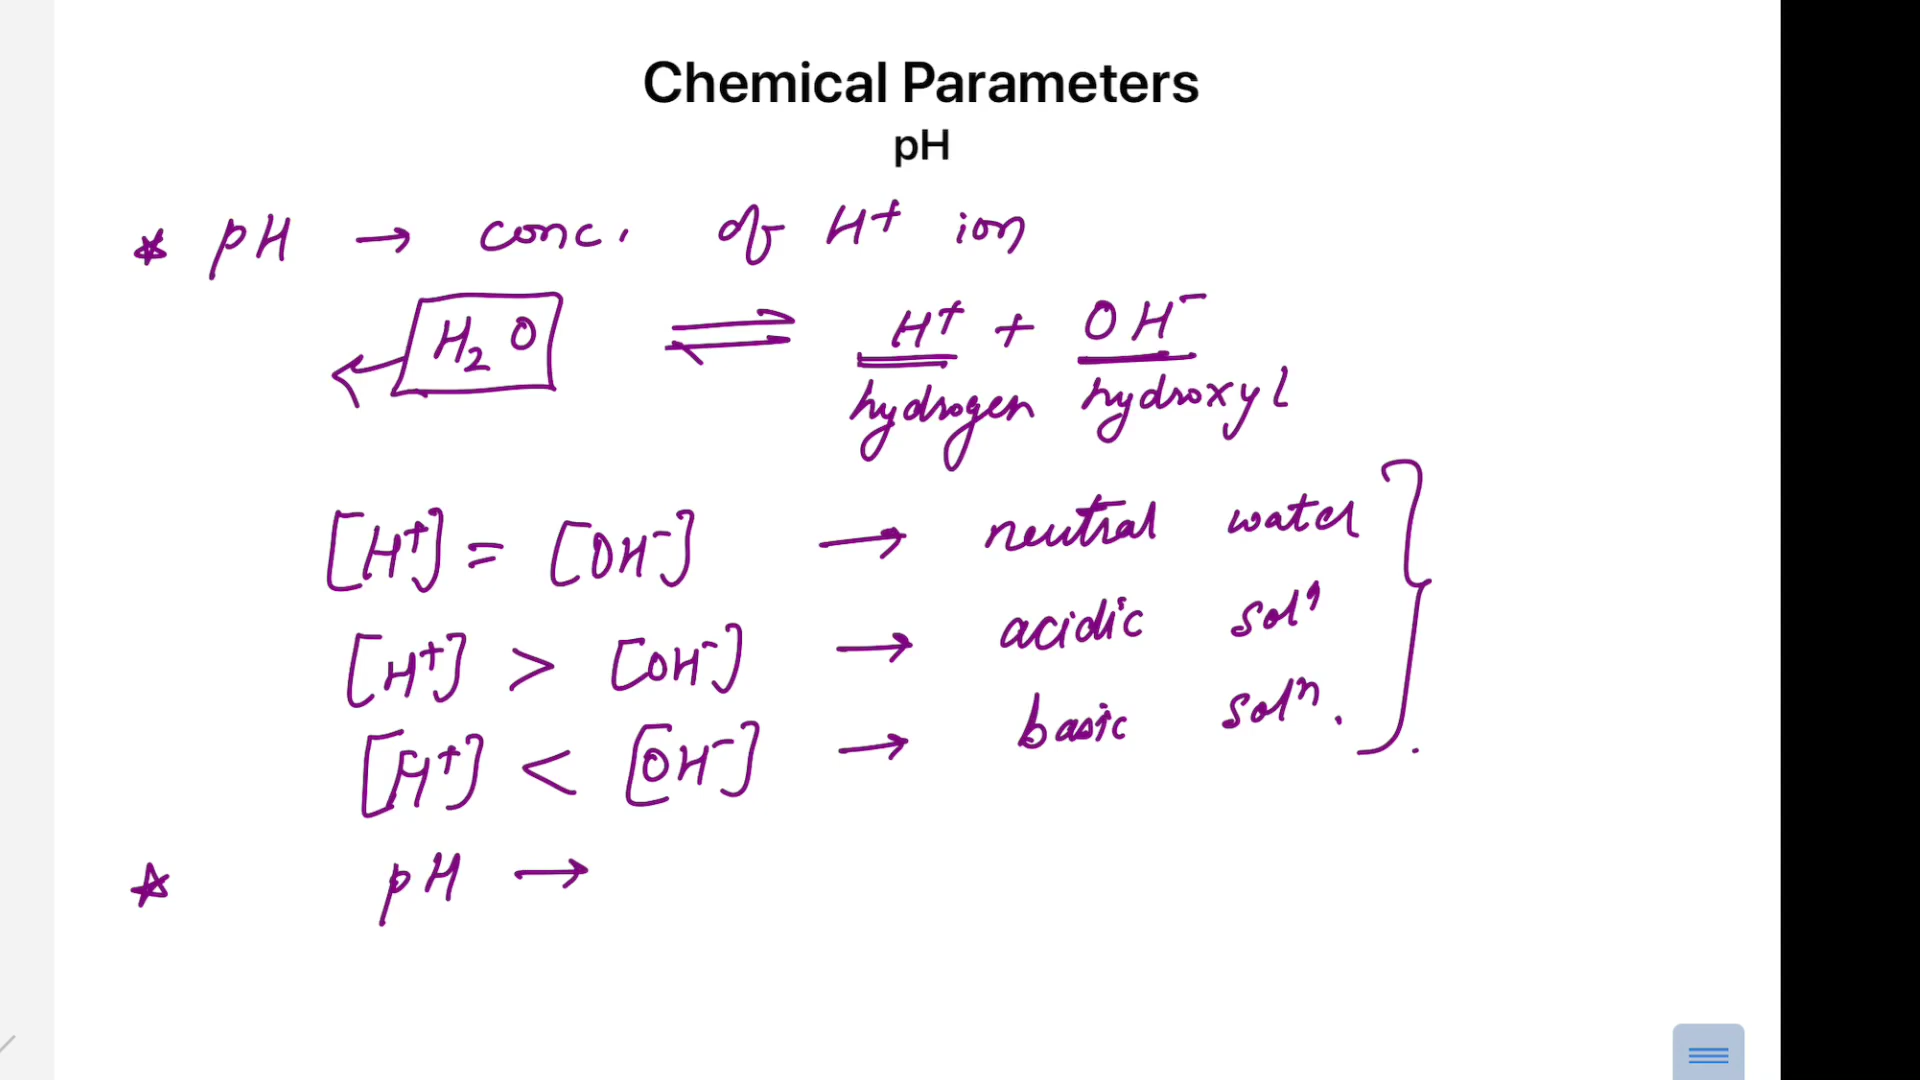 Chemical Parameters
pH
* pH → conc. of H⁺ ion
H₂O ⇌ H⁺ + OH⁻
hydrogen hydroxyl
[H⁺] = [OH⁻] → neutral water
[H⁺] > [OH⁻] → acidic solⁿ
[H⁺] < [OH⁻] → basic solⁿ.
☆ pH →